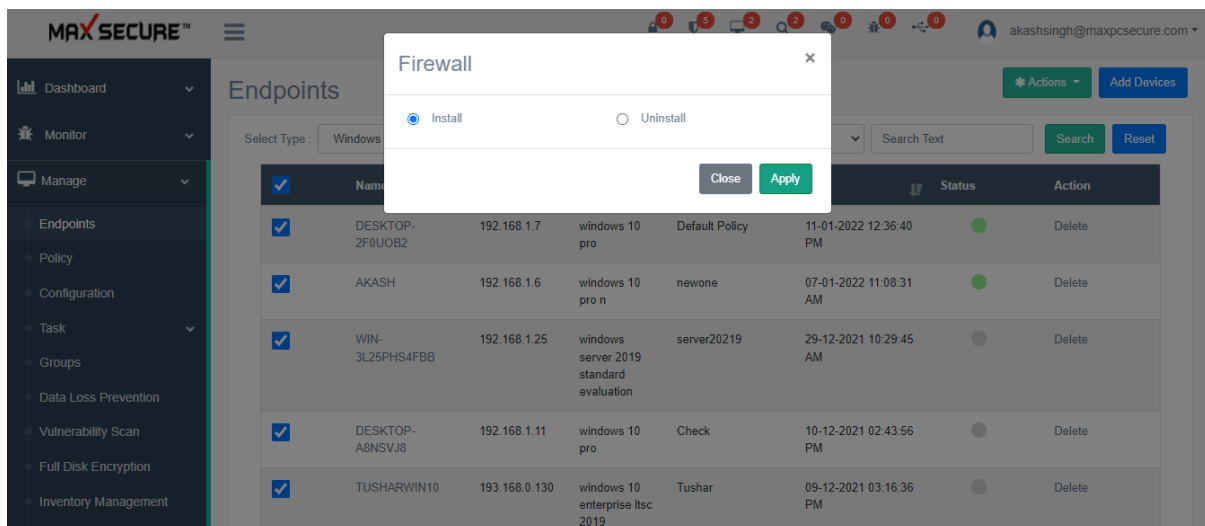 MAX SECURE™
0 5 2 2 0 0 0
akashsingh@maxpcsecure.com
Firewall ×
Install Uninstall
Close Apply
Dashboard
Monitor
Manage
Endpoints
Policy
Configuration
Task
Groups
Data Loss Prevention
Vulnerability Scan
Full Disk Encryption
Inventory Management
Endpoints
Actions Add Devices
Select Type : Windows Search Text Search Reset
Status Action
DESKTOP-2F0UOB2 192.168.1.7 windows 10 pro Default Policy 11-01-2022 12:36:40 PM Delete
AKASH 192.168.1.6 windows 10 pro n newone 07-01-2022 11:08:31 AM Delete
WIN-3L25PHS4FBB 192.168.1.25 windows server 2019 standard evaluation server20219 29-12-2021 10:29:45 AM Delete
DESKTOP-A8NSVJ8 192.168.1.11 windows 10 pro Check 10-12-2021 02:43:56 PM Delete
TUSHARWIN10 193.168.0.130 windows 10 enterprise ltsc 2019 Tushar 09-12-2021 03:16:36 PM Delete